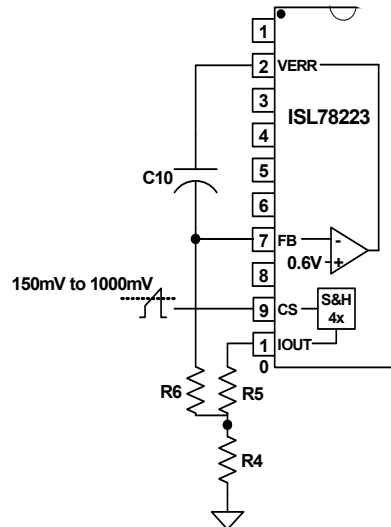 1
2 VERR
3
ISL78223
4
C10
5
6
7 FB - 
0.6V +
8
150mV to 1000mV
S&H
4x
9 CS
1 IOUT
0
R6 R5
R4